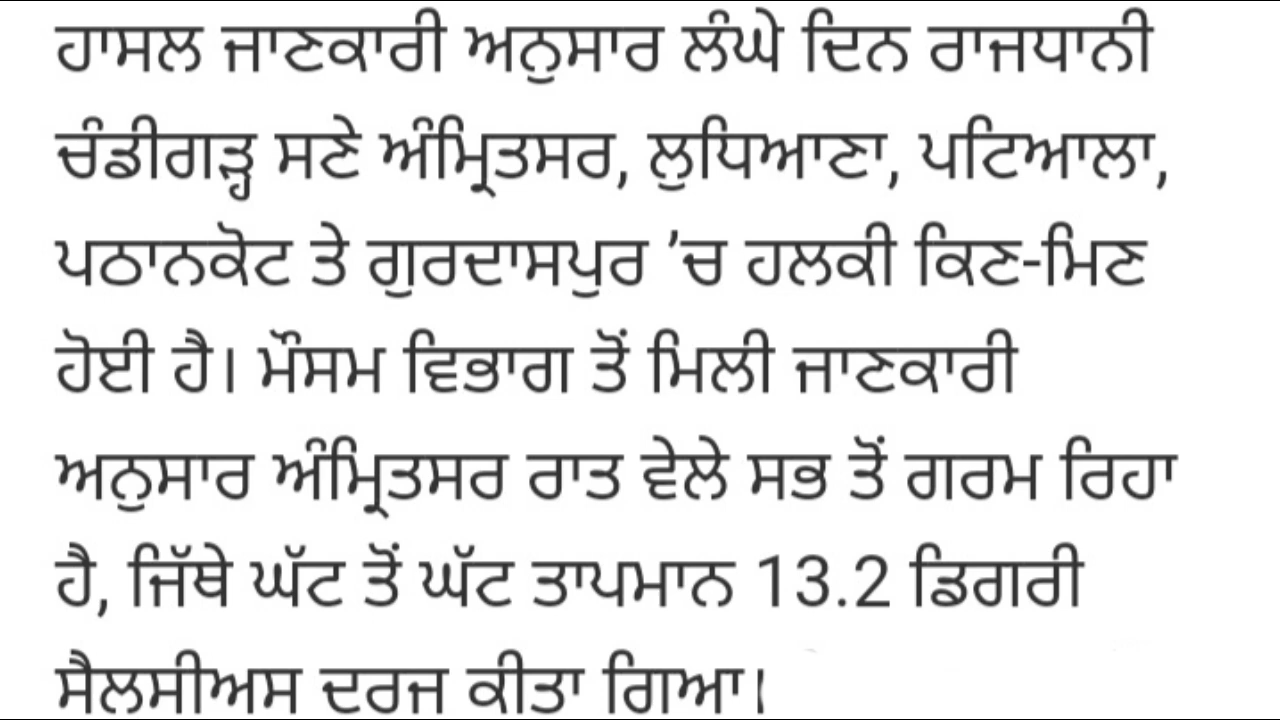 ਹਾਸਲ ਜਾਣਕਾਰੀ ਅਨੁਸਾਰ ਲੰਘੇ ਦਿਨ ਰਾਜਧਾਨੀ
ਚੰਡੀਗੜ੍ਹ ਸਣੇ ਅੰਮ੍ਰਿਤਸਰ, ਲੁਧਿਆਣਾ, ਪਟਿਆਲਾ,
ਪਠਾਨਕੋਟ ਤੇ ਗੁਰਦਾਸਪੁਰ ’ਚ ਹਲਕੀ ਕਿਣ-ਮਿਣ
ਹੋਈ ਹੈ। ਮੌਸਮ ਵਿਭਾਗ ਤੋਂ ਮਿਲੀ ਜਾਣਕਾਰੀ
ਅਨੁਸਾਰ ਅੰਮ੍ਰਿਤਸਰ ਰਾਤ ਵੇਲੇ ਸਭ ਤੋਂ ਗਰਮ ਰਿਹਾ
ਹੈ, ਜਿੱਥੇ ਘੱਟ ਤੋਂ ਘੱਟ ਤਾਪਮਾਨ 13.2 ਡਿਗਰੀ
ਸੈਲਸੀਅਸ ਦਰਜ ਕੀਤਾ ਗਿਆ।